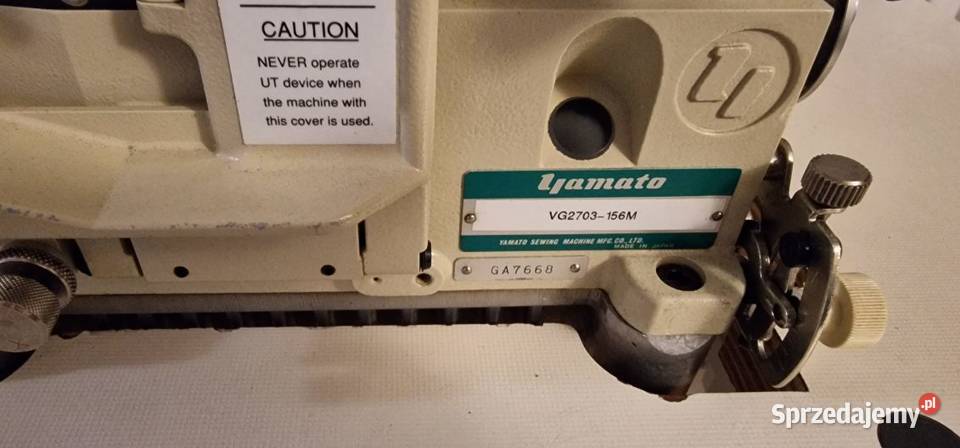 CAUTION
NEVER operate
UT device when
the machine with
this cover is used.
yamato
VG2703-156M
YAMATO SEWING MACHINE MFG. CO., LTD.
MADE IN JAPAN
GA7668
Sprzedajemy.pl